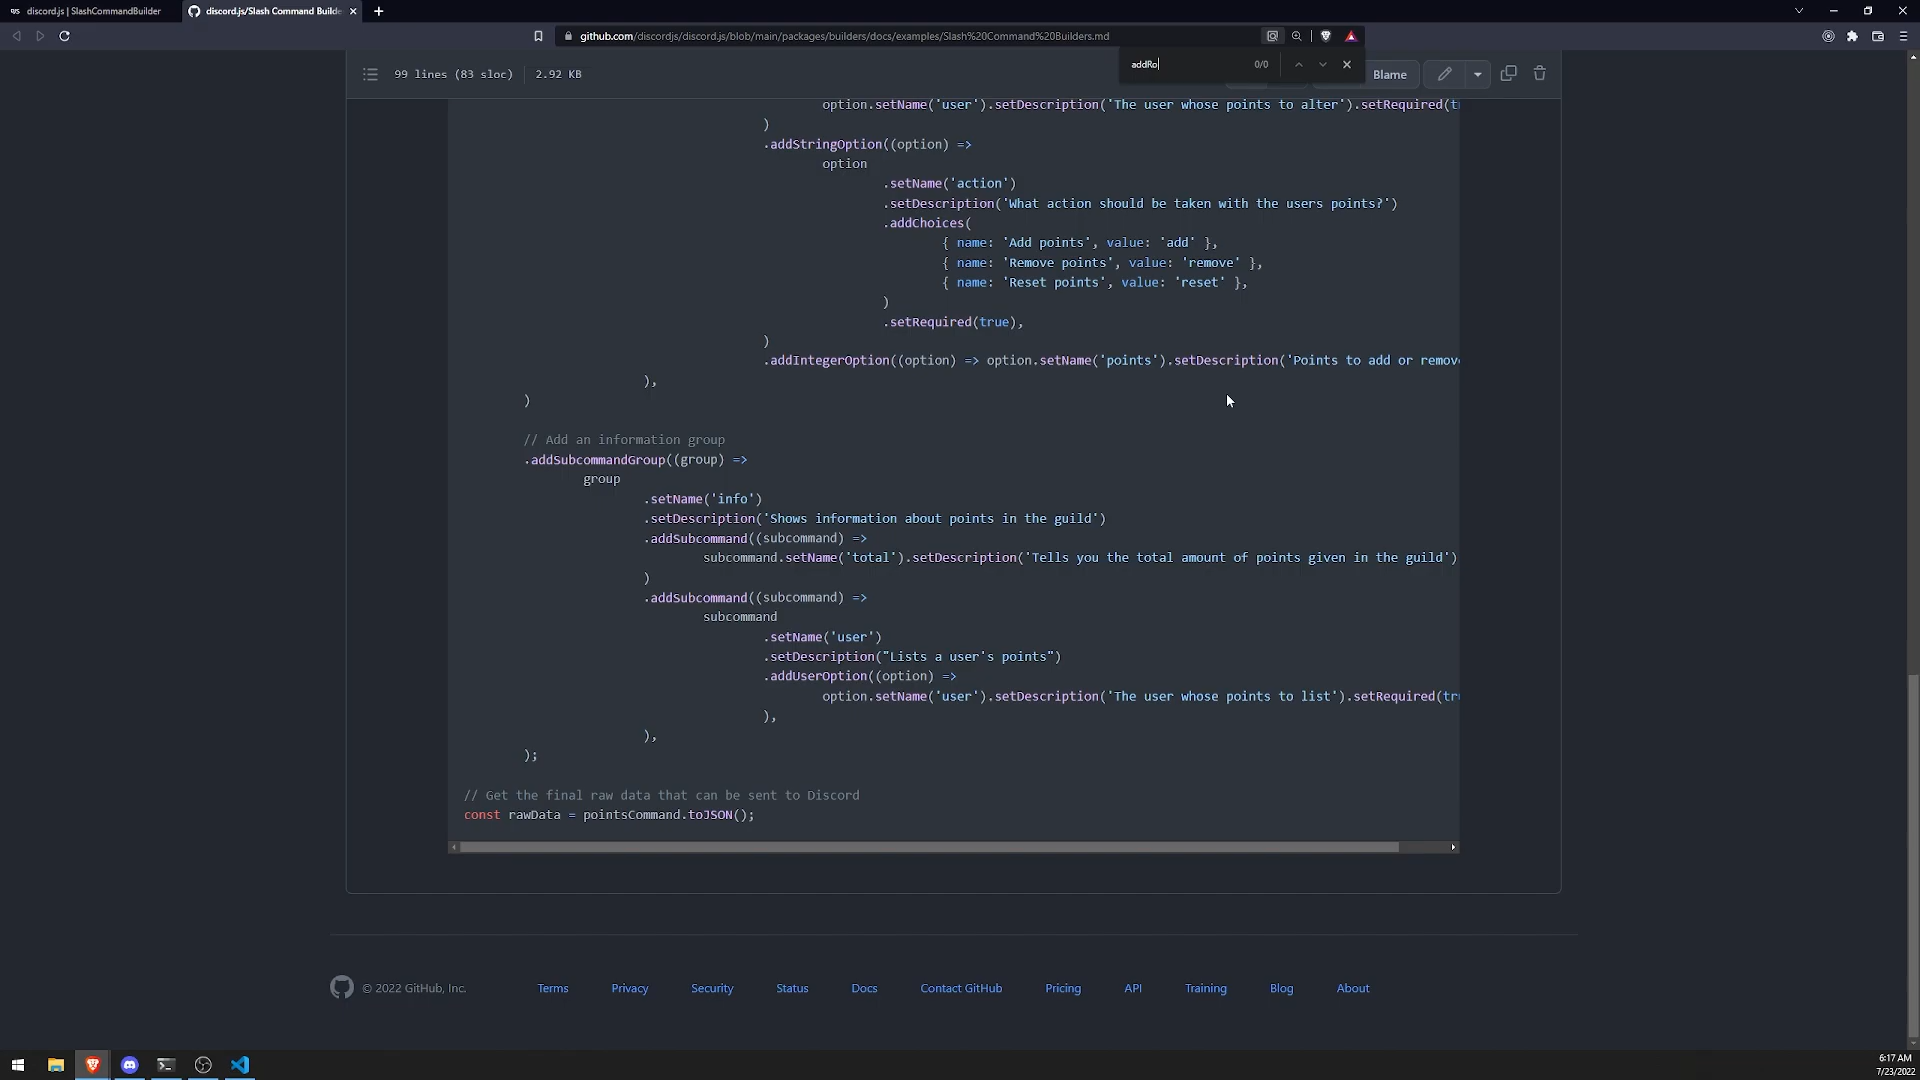 discord.js | SlashCommandBuilder
discord.js/Slash Command Builde
github.com/discordjs/discord.js/blob/main/packages/builders/docs/examples/Slash%20Command%20Builders.md
addRo 0/0
99 lines (83 sloc) 2.92 KB
Blame
option.setName('user').setDescription('The user whose points to alter').setRequired(t
)
.addStringOption((option) =>
option
.setName('action')
.setDescription('What action should be taken with the users points?')
.addChoices(
{ name: 'Add points', value: 'add' },
{ name: 'Remove points', value: 'remove' },
{ name: 'Reset points', value: 'reset' },
)
.setRequired(true),
)
.addIntegerOption((option) => option.setName('points').setDescription('Points to add or remov
),
)
// Add an information group
.addSubcommandGroup((group) =>
group
.setName('info')
.setDescription('Shows information about points in the guild')
.addSubcommand((subcommand) =>
subcommand.setName('total').setDescription('Tells you the total amount of points given in the guild')
)
.addSubcommand((subcommand) =>
subcommand
.setName('user')
.setDescription("Lists a user's points")
.addUserOption((option) =>
option.setName('user').setDescription('The user whose points to list').setRequired(tr
),
),
);
// Get the final raw data that can be sent to Discord
const rawData = pointsCommand.toJSON();
© 2022 GitHub, Inc. Terms Privacy Security Status Docs Contact GitHub Pricing API Training Blog About
6:17 AM
7/23/2022